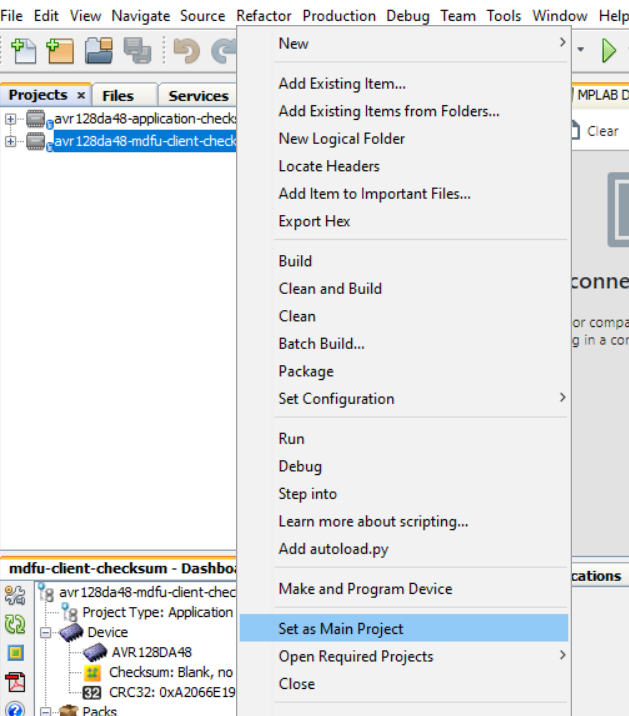 File Edit View Navigate Source Refactor Production Debug Team Tools Window Help
Projects × Files Services
MPLAB D
avr128da48-application-checks
avr128da48-mdfu-client-check
Clear
New
Add Existing Item...
Add Existing Items from Folders...
New Logical Folder
Locate Headers
Add Item to Important Files...
Export Hex
Build
Clean and Build
conne
Clean
or compa
Batch Build...
g in a con
Package
Set Configuration
Run
Debug
Step into
Learn more about scripting...
Add autoload.py
Make and Program Device
Set as Main Project
Open Required Projects
Close
mdfu-client-checksum - Dashboa
cations
avr128da48-mdfu-client-chec
Project Type: Application
Device
AVR128DA48
Checksum: Blank, no
32 CRC32: 0xA2066E19
Packs